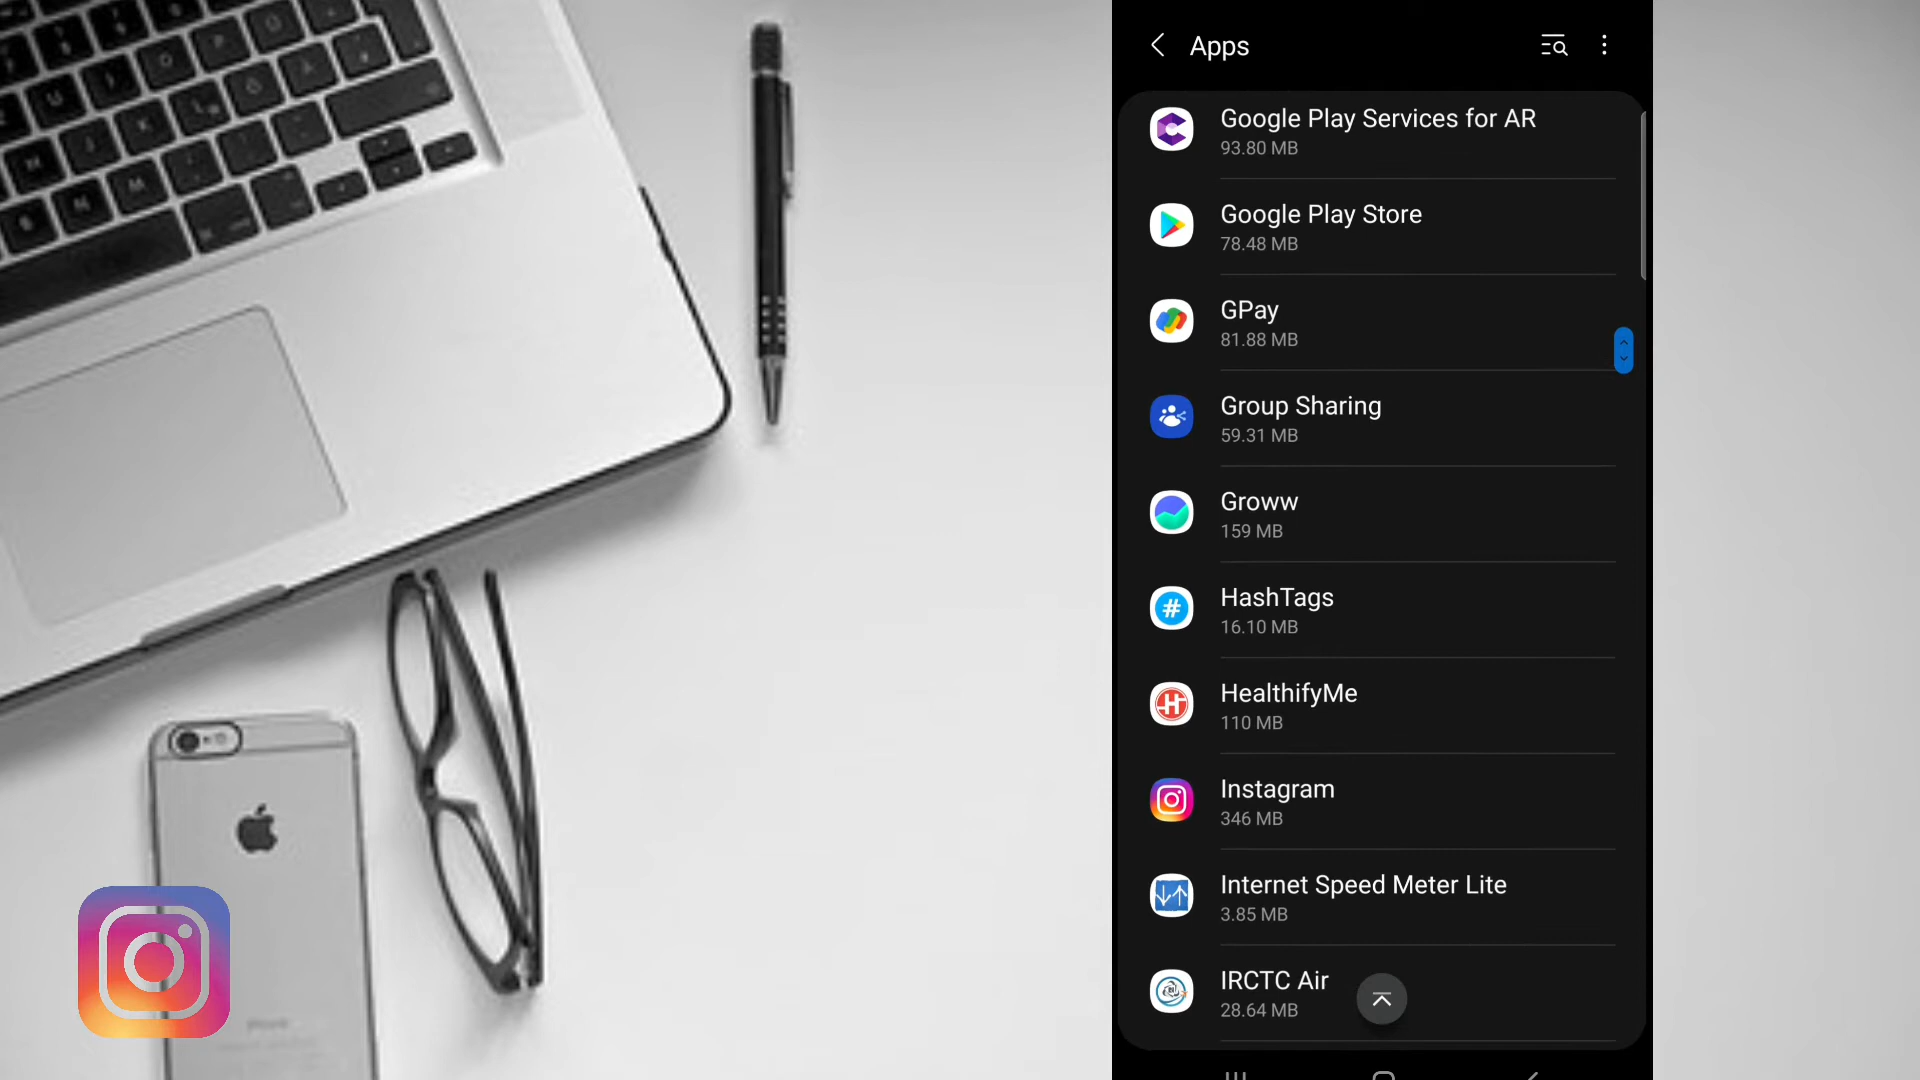 Apps
Google Play Services for AR
93.80 MB
Google Play Store
78.48 MB
GPay
81.88 MB
Group Sharing
59.31 MB
Groww
159 MB
HashTags
16.10 MB
HealthifyMe
110 MB
Instagram
346 MB
Internet Speed Meter Lite
3.85 MB
IRCTC Air
28.64 MB